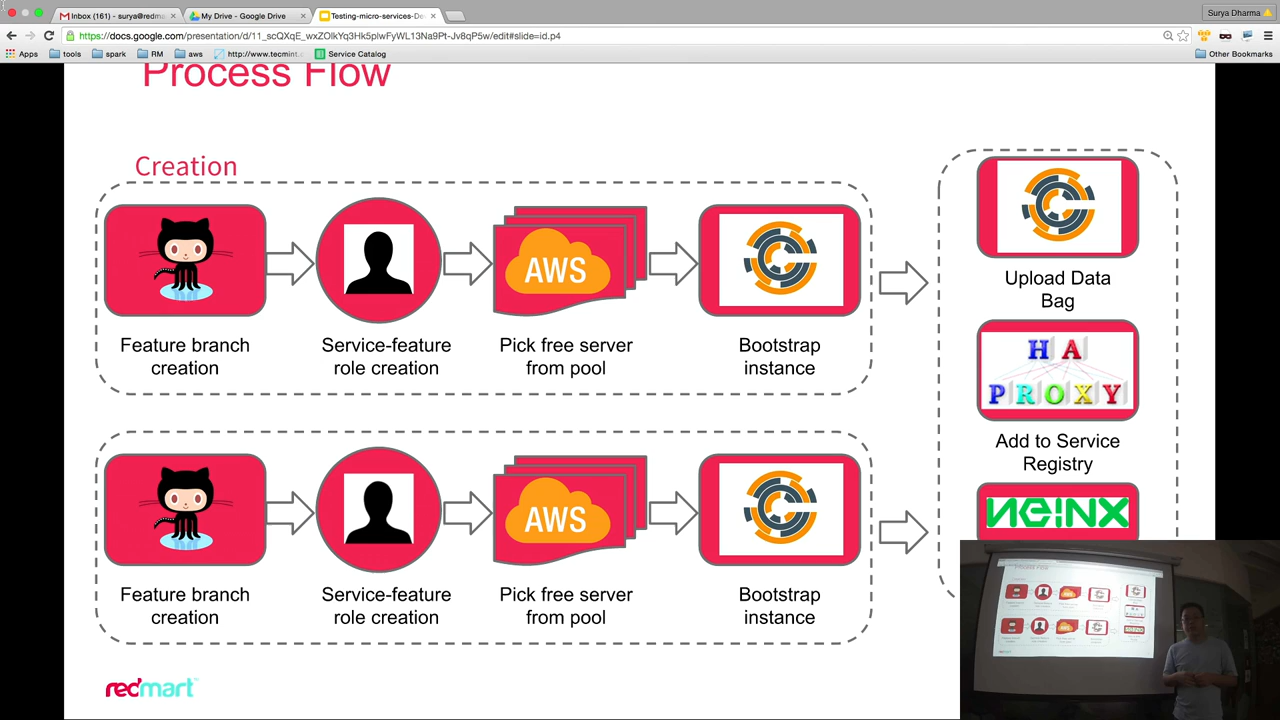 Inbox (161) - surya@redma
My Drive - Google Drive
Testing-micro-services-De
Surya Dharma
https://docs.google.com/presentation/d/11_scQXqE_wxZOlkYq3Hk5plwFyWL13Na9Pt-Jv8qP5w/edit#slide=id.p4
Apps
tools
spark
RM
aws
http://www.tecmint.
Service Catalog
Other Bookmarks
Process Flow
Creation
AWS
Feature branch
creation
Service-feature
role creation
Pick free server
from pool
Bootstrap
instance
Upload Data
Bag
HA
PROXY
Add to Service
Registry
NGINX
AWS
Feature branch
creation
Service-feature
role creation
Pick free server
from pool
Bootstrap
instance
redmart
Process Flow